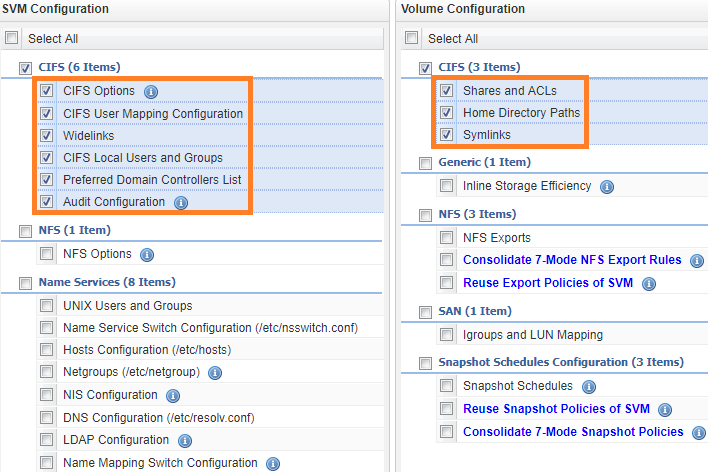 SVM Configuration
Select All
CIFS (6 Items)
CIFS Options
CIFS User Mapping Configuration
Widelinks
CIFS Local Users and Groups
Preferred Domain Controllers List
Audit Configuration
NFS (1 Item)
NFS Options
Name Services (8 Items)
UNIX Users and Groups
Name Service Switch Configuration (/etc/nsswitch.conf)
Hosts Configuration (/etc/hosts)
Netgroups (/etc/netgroup)
NIS Configuration
DNS Configuration (/etc/resolv.conf)
LDAP Configuration
Name Mapping Switch Configuration
Volume Configuration
Select All
CIFS (3 Items)
Shares and ACLs
Home Directory Paths
Symlinks
Generic (1 Item)
Inline Storage Efficiency
NFS (3 Items)
NFS Exports
Consolidate 7-Mode NFS Export Rules
Reuse Export Policies of SVM
SAN (1 Item)
Igroups and LUN Mapping
Snapshot Schedules Configuration (3 Items)
Snapshot Schedules
Reuse Snapshot Policies of SVM
Consolidate 7-Mode Snapshot Policies